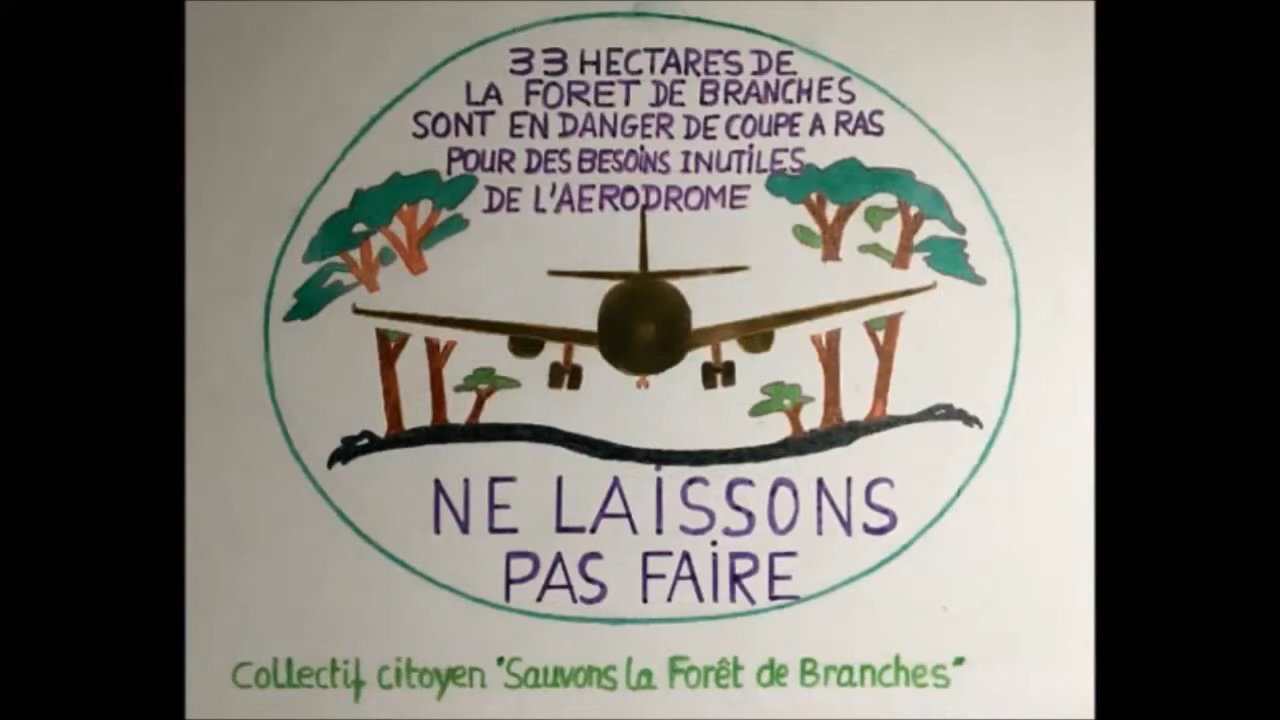 33 HECTARES DE
LA FORET DE BRANCHES
SONT EN DANGER DE COUPE A RAS
POUR DES BESOiNS INUTiLES
DE L'AERODROME
NE LAiSSONS
PAS FAiRE
Collectif citoyen "Sauvons la Forêt de Branches"